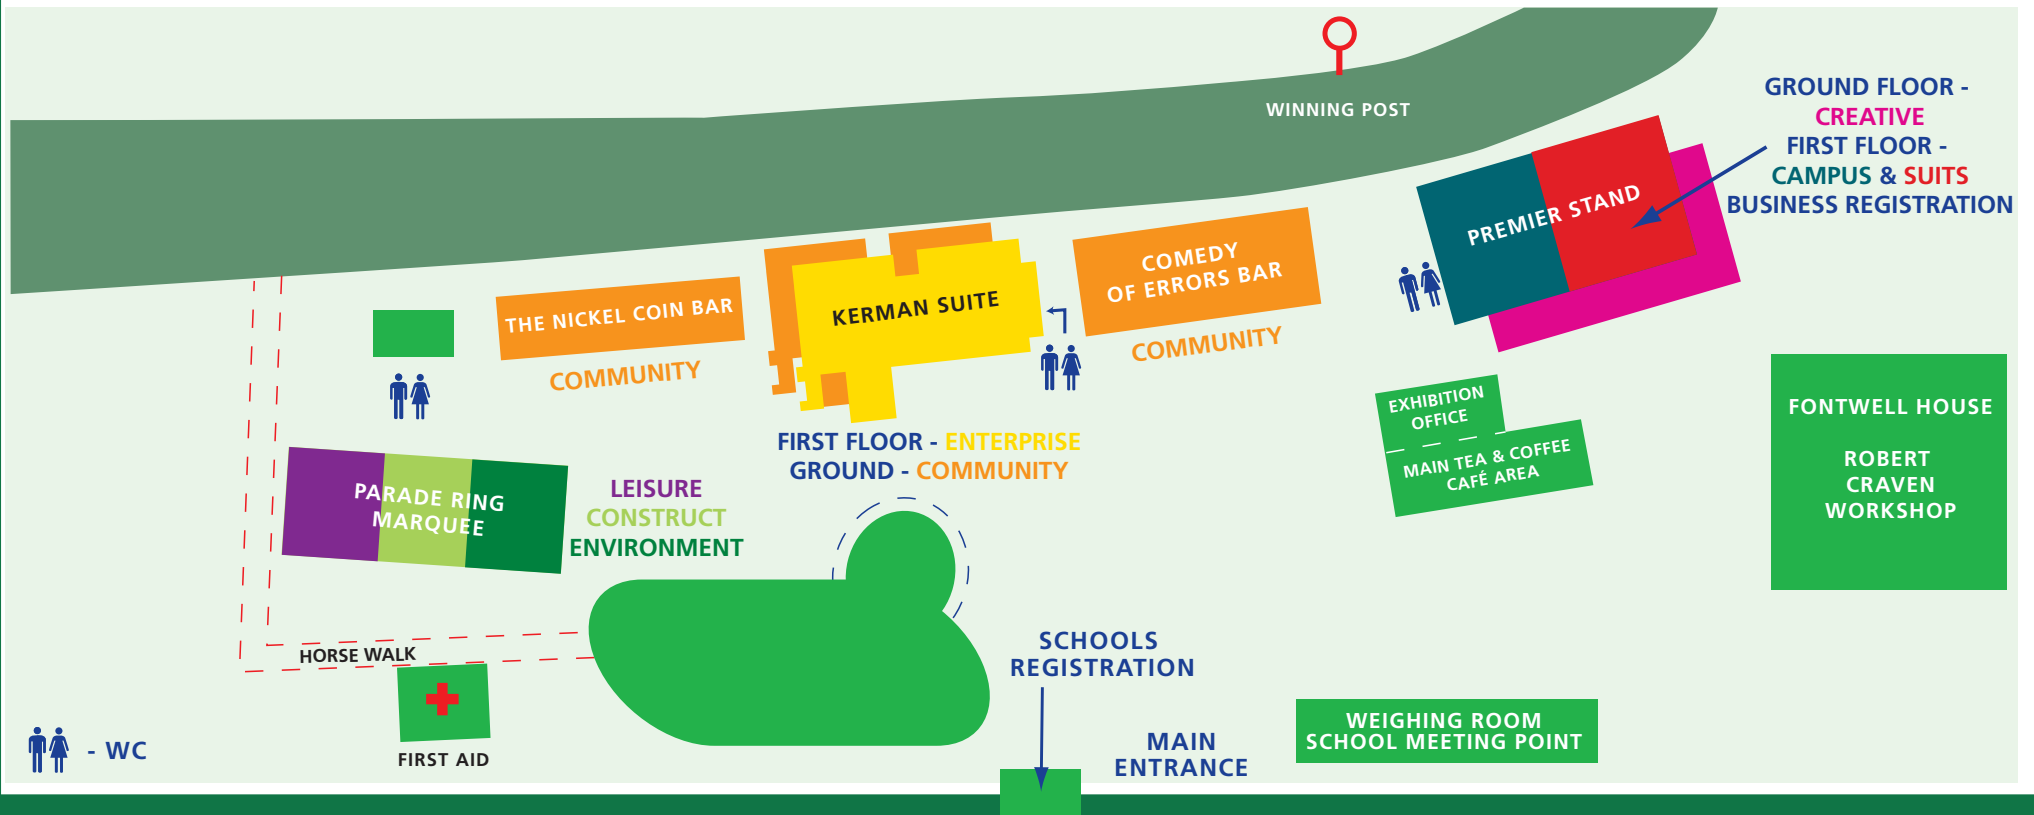 WINNING POST
GROUND FLOOR -
CREATIVE
FIRST FLOOR -
CAMPUS & SUITS
BUSINESS REGISTRATION
PREMIER STAND
COMEDY
OF ERRORS BAR
COMMUNITY
KERMAN SUITE
THE NICKEL COIN BAR
COMMUNITY
FIRST FLOOR - ENTERPRISE
GROUND - COMMUNITY
EXHIBITION
OFFICE
MAIN TEA & COFFEE
CAFÉ AREA
FONTWELL HOUSE
ROBERT
CRAVEN
WORKSHOP
PARADE RING
MARQUEE
LEISURE
CONSTRUCT
ENVIRONMENT
HORSE WALK
FIRST AID
- WC
SCHOOLS
REGISTRATION
MAIN
ENTRANCE
WEIGHING ROOM
SCHOOL MEETING POINT